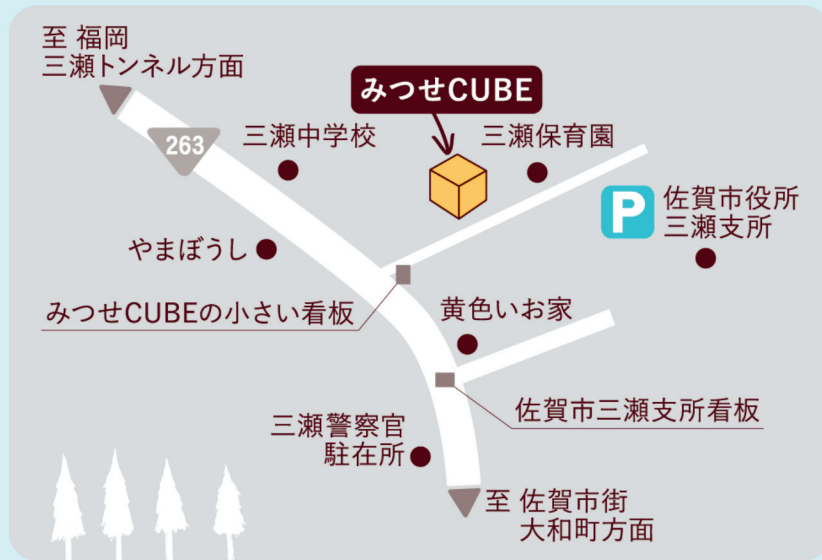 至 福岡
三瀬トンネル方面
みつせCUBE
263
三瀬中学校
三瀬保育園
P
佐賀市役所
三瀬支所
やまぼうし
みつせCUBEの小さい看板
黄色いお家
佐賀市三瀬支所看板
三瀬警察官
駐在所
至 佐賀市街
大和町方面